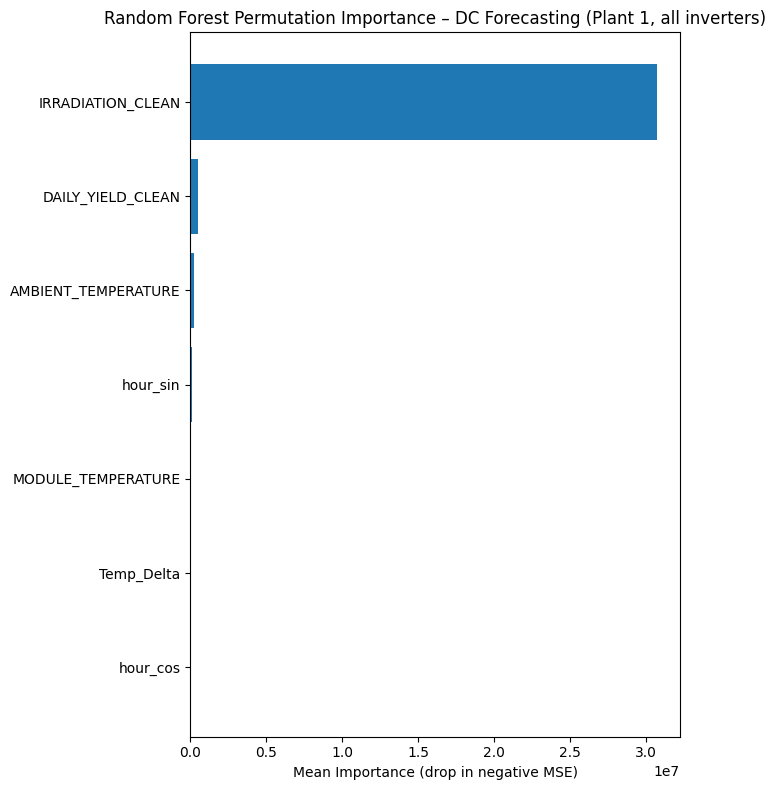 Random Forest Permutation Importance – DC Forecasting (Plant 1, all inverters)
IRRADIATION_CLEAN
DAILY_YIELD_CLEAN
AMBIENT_TEMPERATURE
hour_sin
MODULE_TEMPERATURE
Temp_Delta
hour_cos
0.0 0.5 1.0 1.5 2.0 2.5 3.0
1e7
Mean Importance (drop in negative MSE)